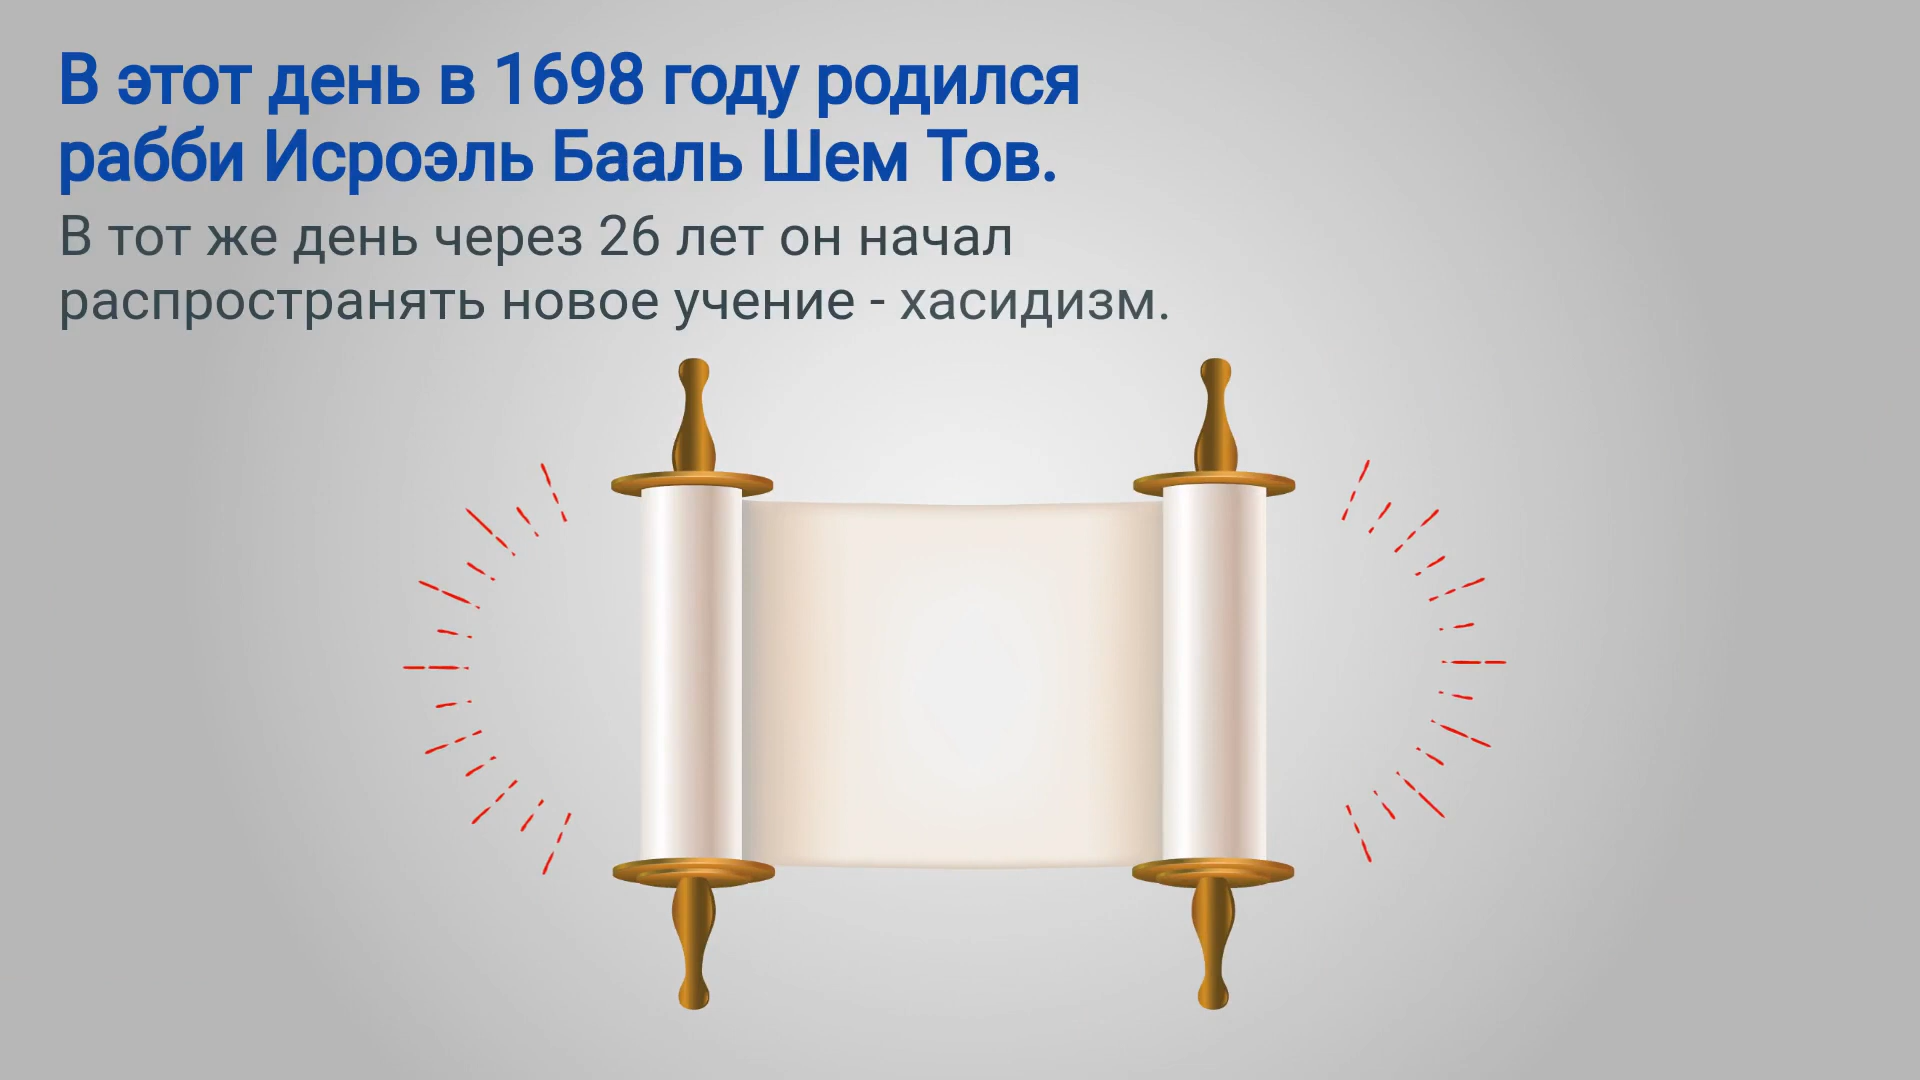 В этот день в 1698 году родился
рабби Исроэль Бааль Шем Тов.
В тот же день через 26 лет он начал
распространять новое учение - хасидизм.